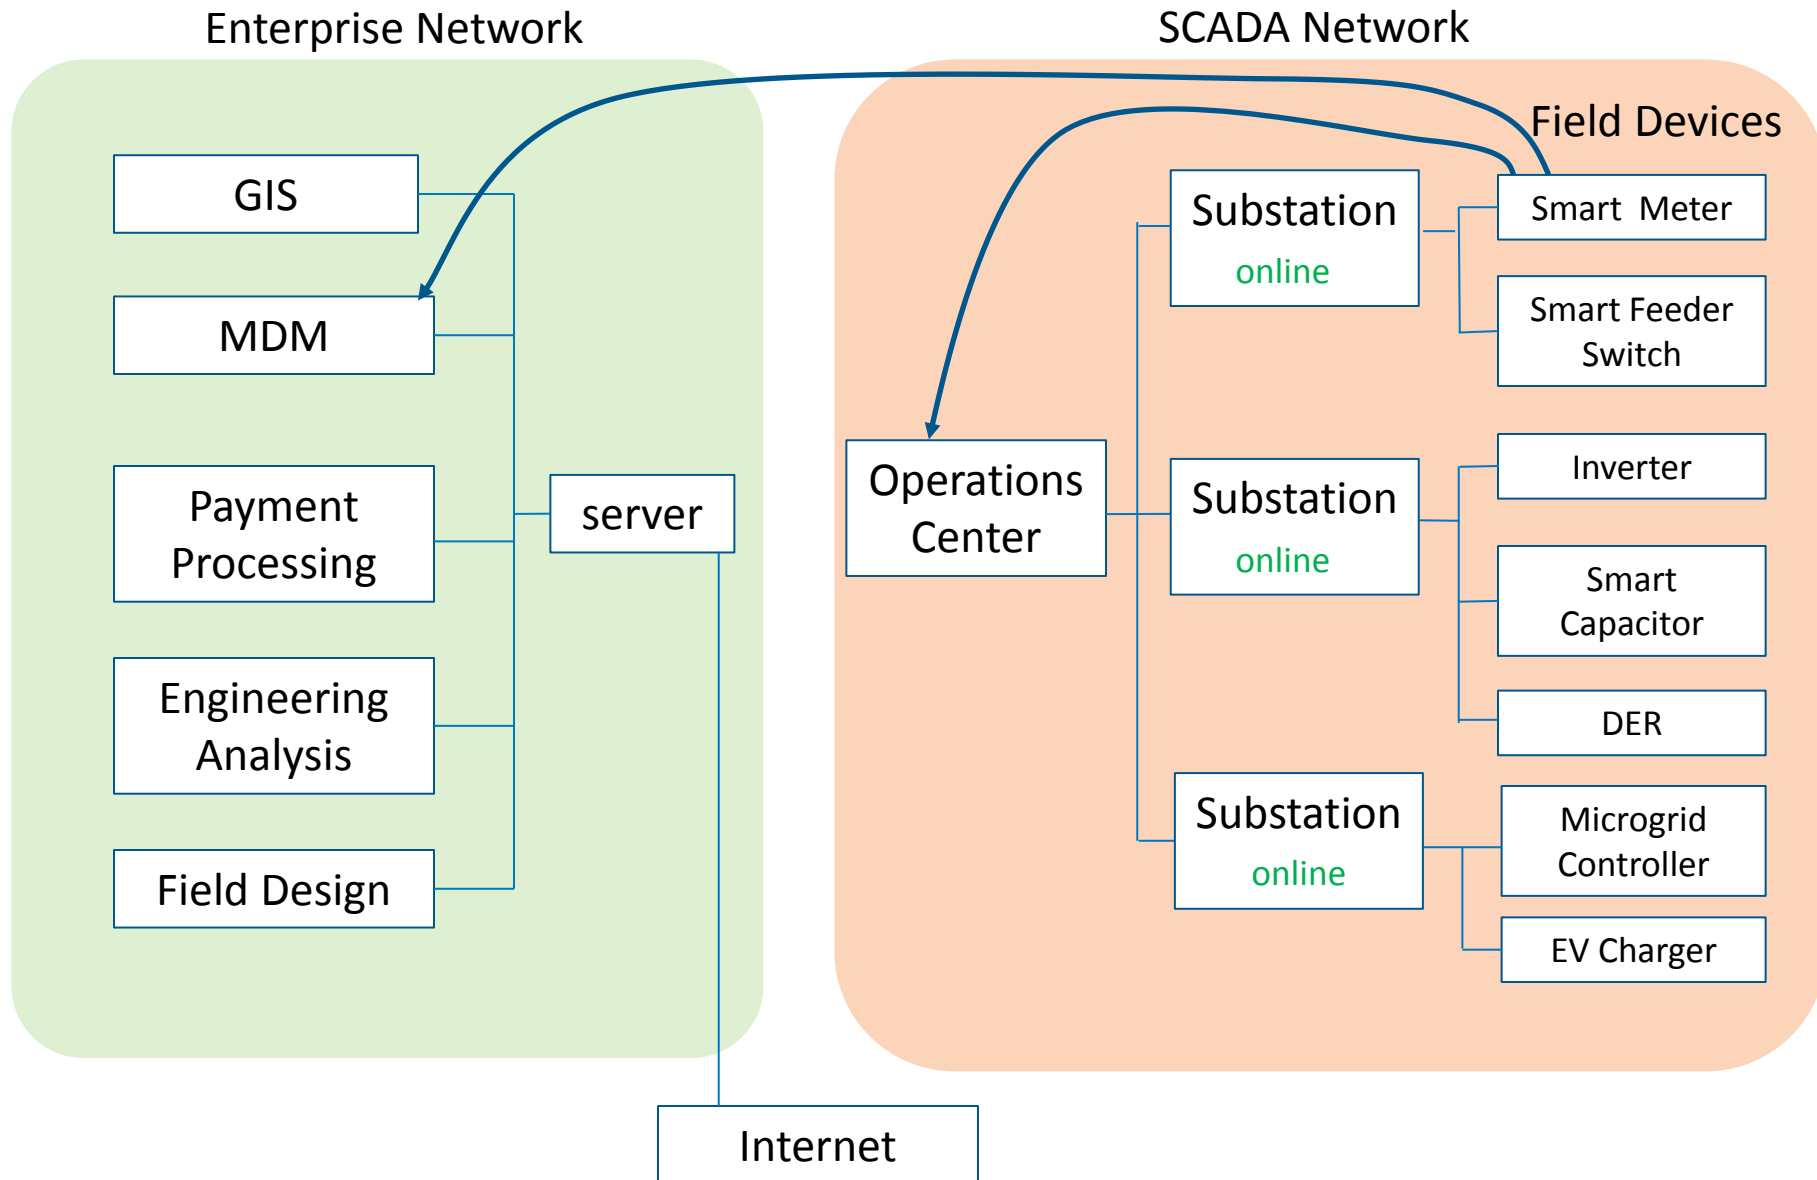 Enterprise Network
GIS
MDM
Payment
Processing
Engineering
Analysis
Field Design
server
Internet
SCADA Network
Field Devices
Operations
Center
Substation
online
Smart  Meter
Smart Feeder
Switch
Substation
online
Inverter
Smart
Capacitor
DER
Substation
online
Microgrid
Controller
EV Charger